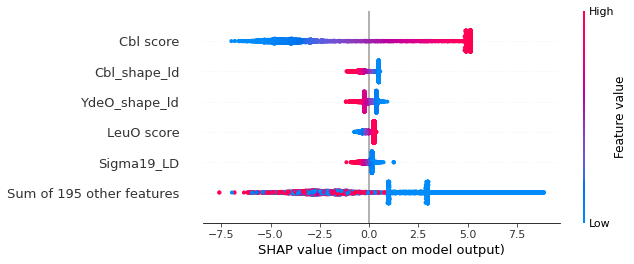 High
Cbl score
Cbl_shape_ld
YdeO_shape_ld
LeuO score
Sigma19_LD
Sum of 195 other features
Feature value
Low
−7.5 −5.0 −2.5 0.0 2.5 5.0 7.5
SHAP value (impact on model output)